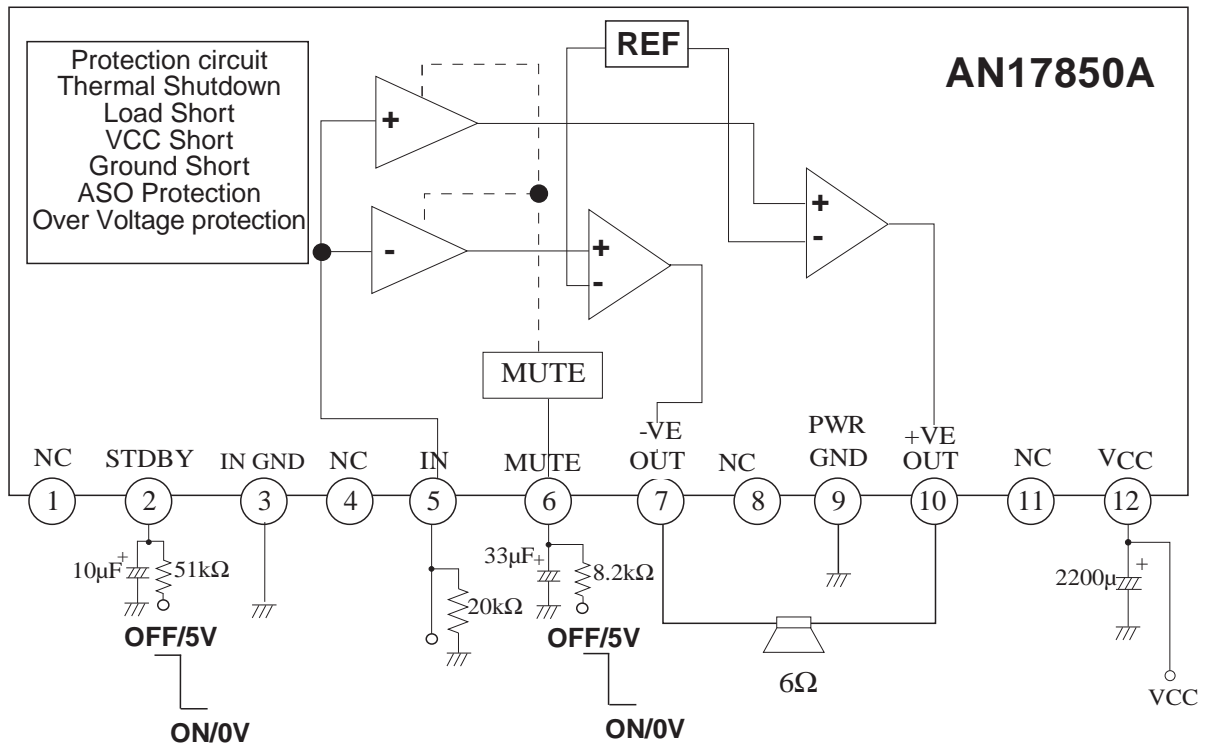 Protection circuit
Thermal Shutdown
Load Short
VCC Short
Ground Short
ASO Protection
Over Voltage protection
REF
AN17850A
+
-
+
-
+
-
MUTE
NC
STDBY
IN GND
NC
IN
MUTE
-VE
OUT
NC
PWR
GND
+VE
OUT
NC
VCC
1
2
3
4
5
6
7
8
9
10
11
12
10µF
+
51kΩ
20kΩ
33µF
+
8.2kΩ
6Ω
2200µ
+
VCC
OFF/5V
ON/0V
OFF/5V
ON/0V